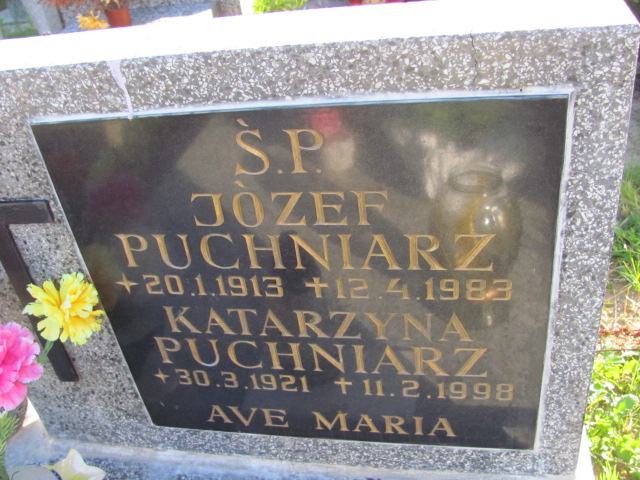 Ś.P.
JÓZEF
PUCHNIARZ
*20.1.1913 +12.4.1983
KATARZYNA
PUCHNIARZ
*30.3.1921 +11.2.1998
AVE MARIA